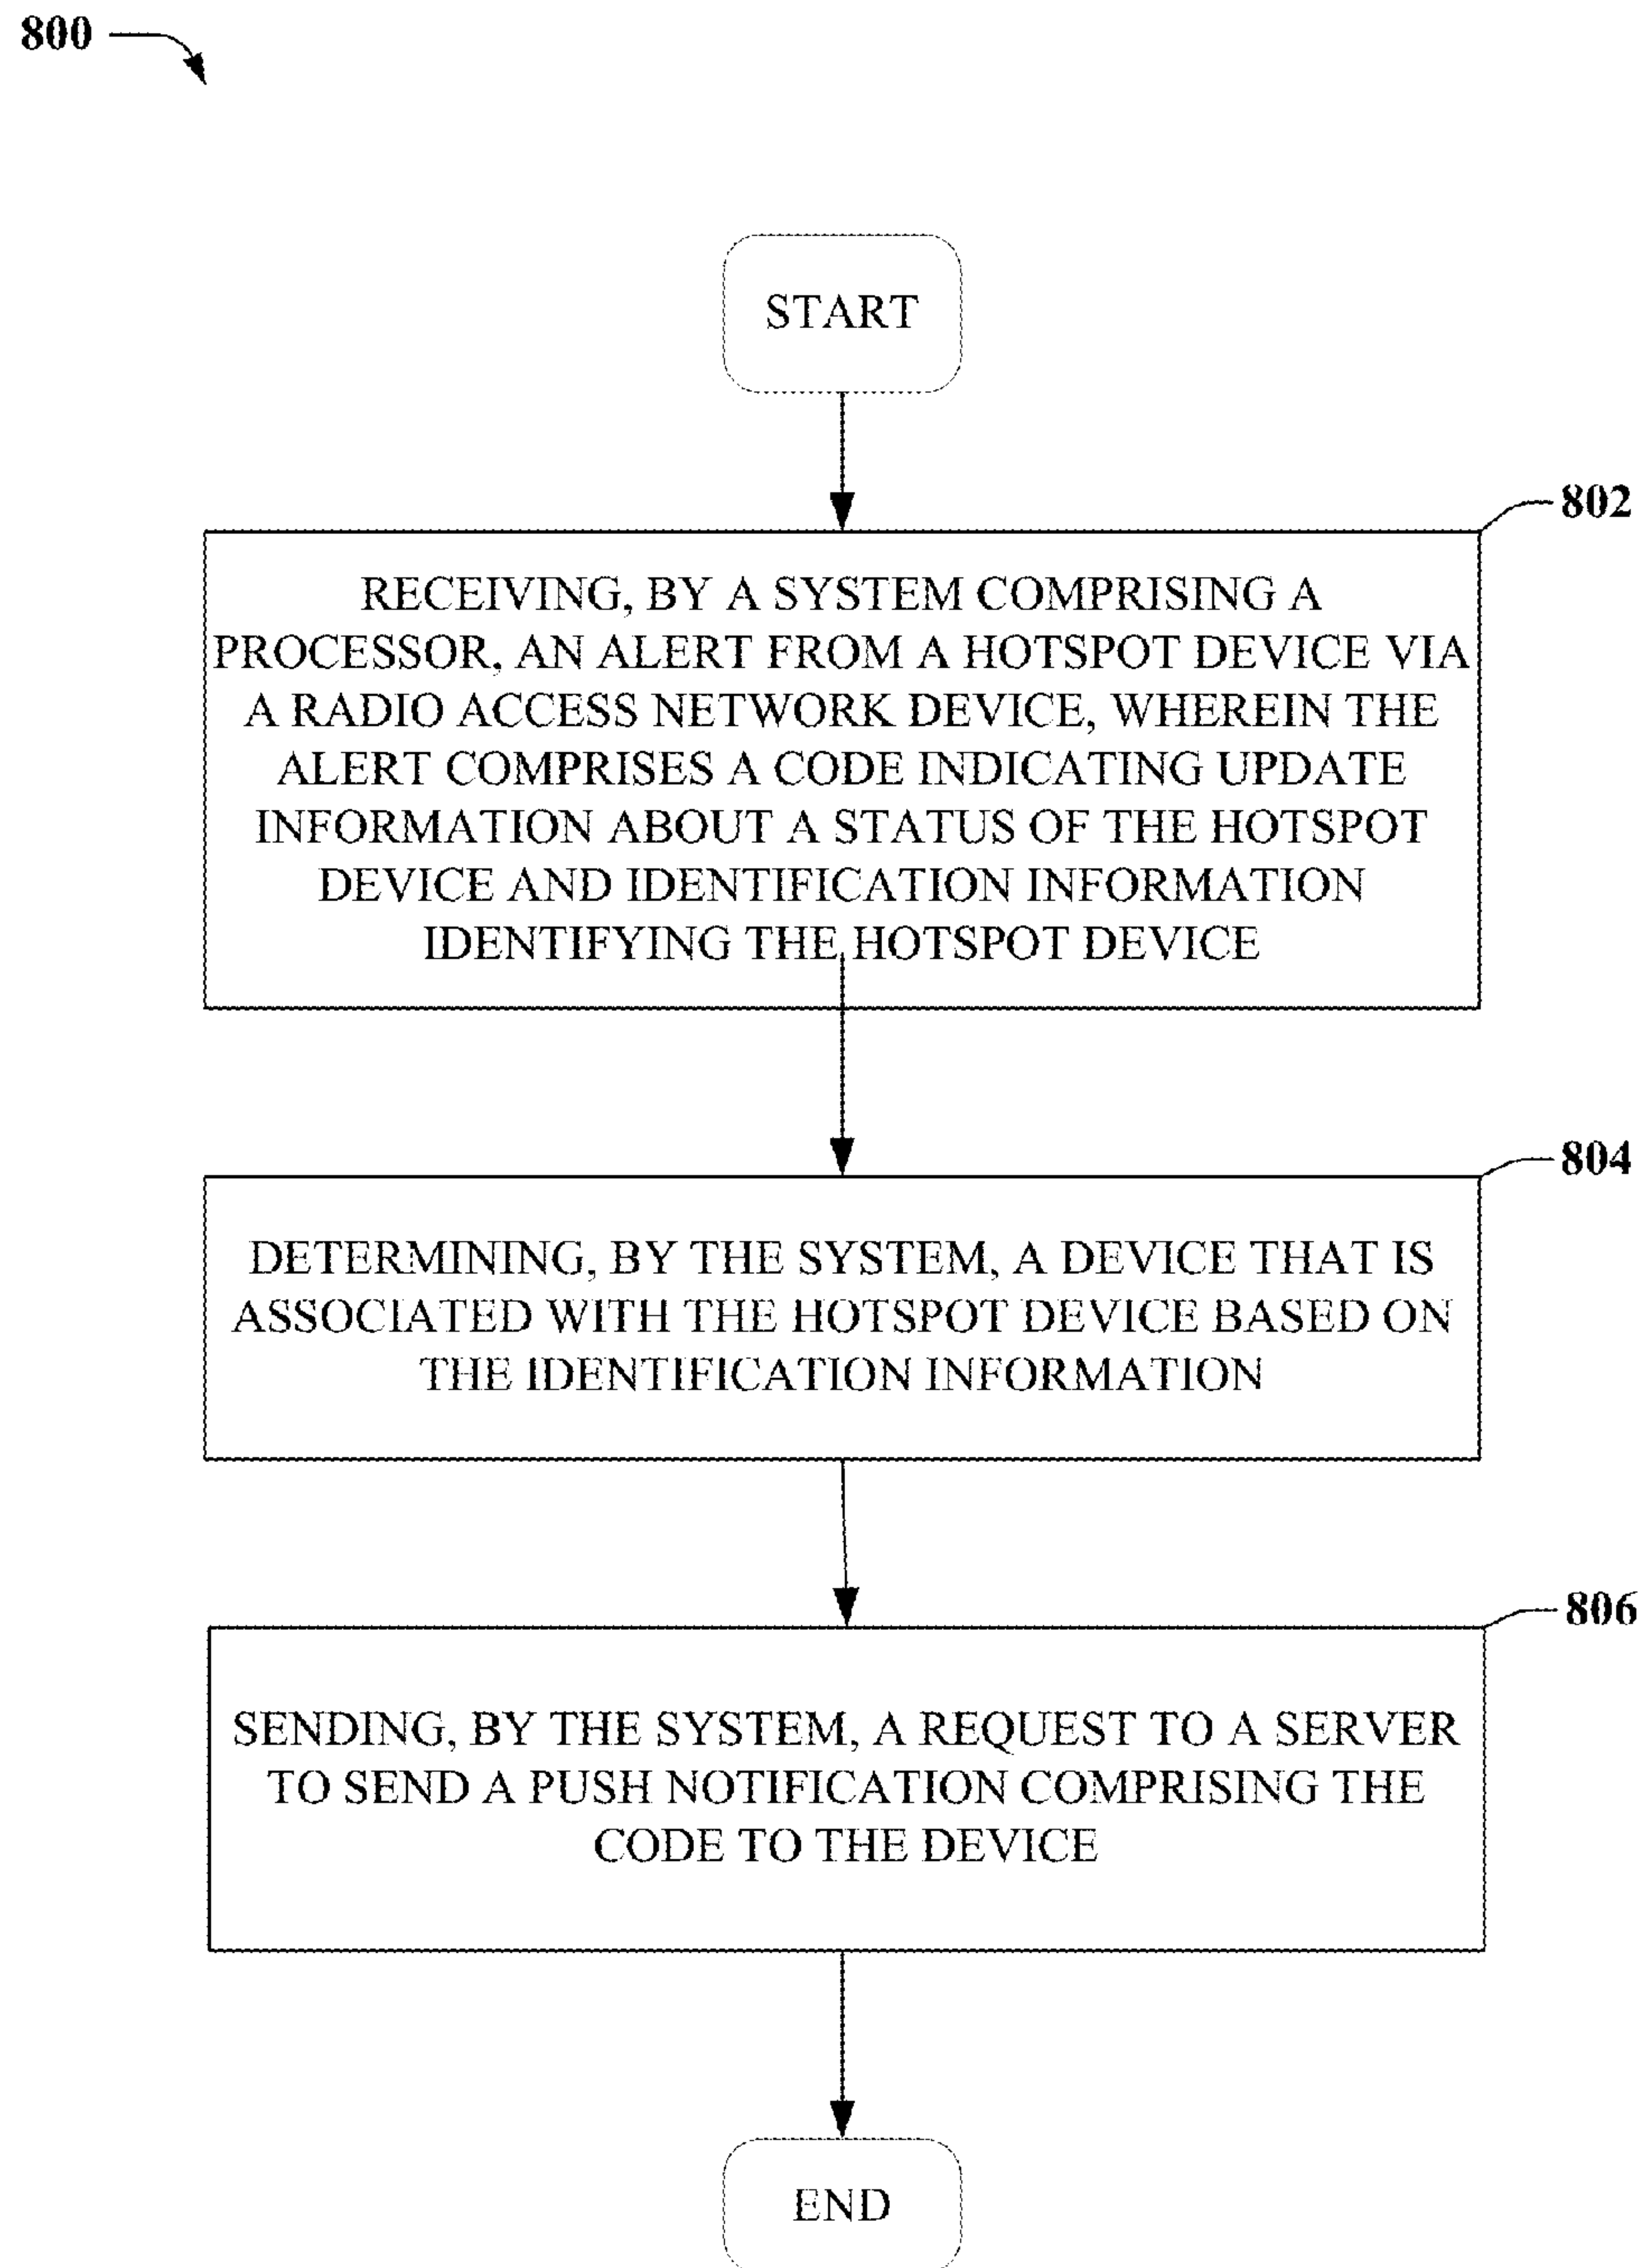 800
START
802
RECEIVING, BY A SYSTEM COMPRISING A
PROCESSOR, AN ALERT FROM A HOTSPOT DEVICE VIA
A RADIO ACCESS NETWORK DEVICE, WHEREIN THE
ALERT COMPRISES A CODE INDICATING UPDATE
INFORMATION ABOUT A STATUS OF THE HOTSPOT
DEVICE AND IDENTIFICATION INFORMATION
IDENTIFYING THE HOTSPOT DEVICE
804
DETERMINING, BY THE SYSTEM, A DEVICE THAT IS
ASSOCIATED WITH THE HOTSPOT DEVICE BASED ON
THE IDENTIFICATION INFORMATION
806
SENDING, BY THE SYSTEM, A REQUEST TO A SERVER
TO SEND A PUSH NOTIFICATION COMPRISING THE
CODE TO THE DEVICE
END